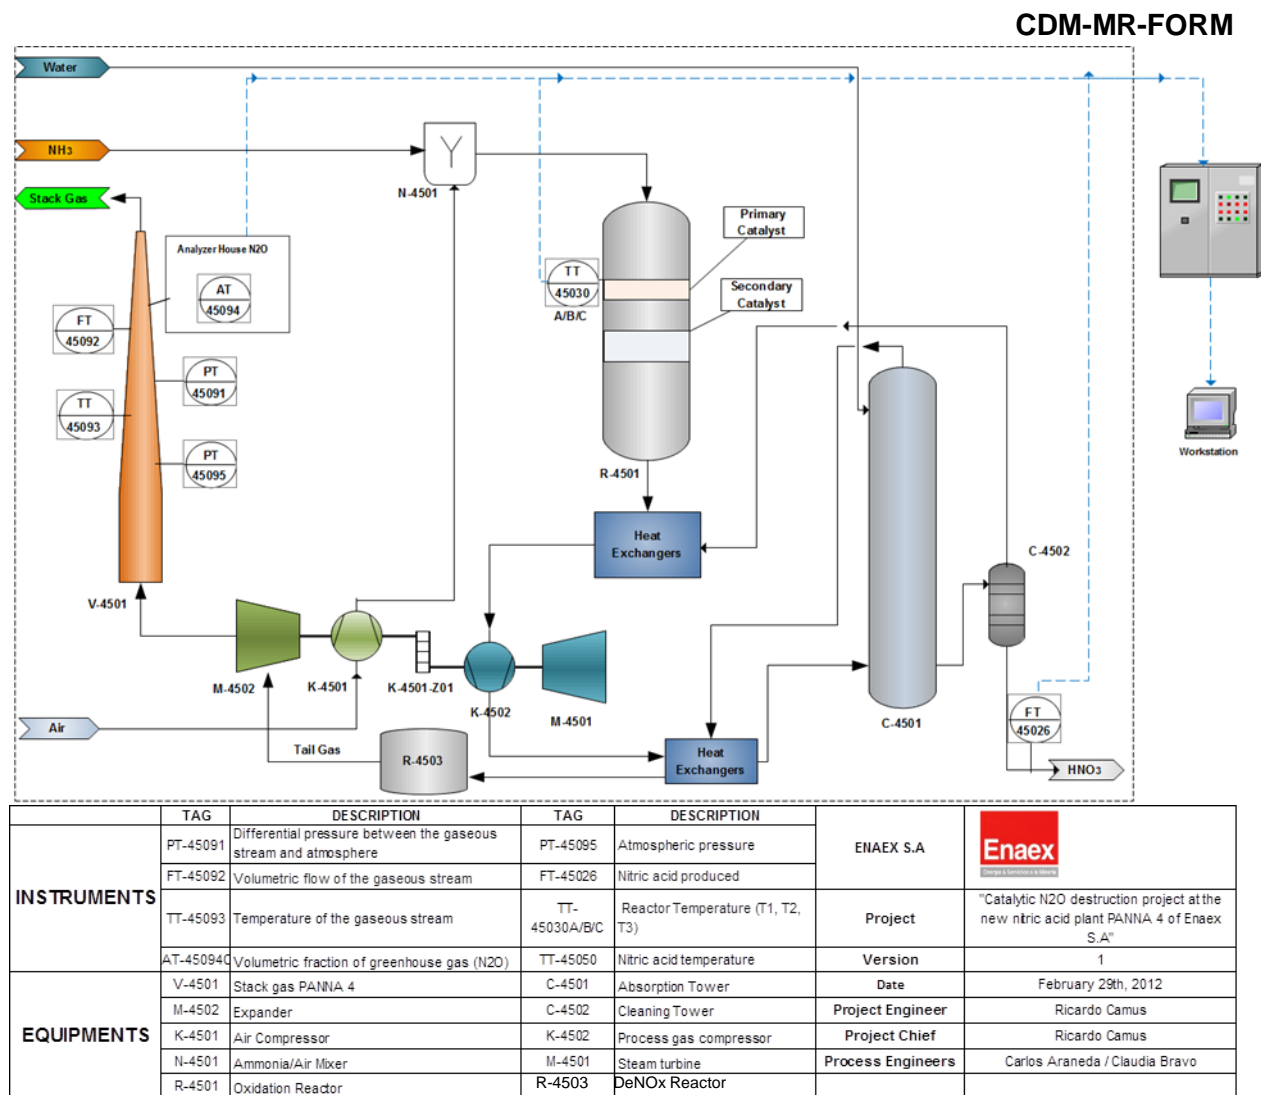 CDM-MR-FORM
Water
NH3
N-4501
Stack Gas
Analyzer House N2O
AT
45094
FT
45092
PT
45091
TT
45093
PT
45095
V-4501
TT
45030
A/B/C
Primary
Catalyst
Secondary
Catalyst
R-4501
Heat
Exchangers
Workstation
C-4502
M-4502
K-4501
K-4501-Z01
K-4502
M-4501
C-4501
Air
Tail Gas
R-4503
Heat
Exchangers
FT
45026
HNO3
TAG DESCRIPTION TAG DESCRIPTION
INSTRUMENTS
PT-45091 Differential pressure between the gaseous
stream and atmosphere
PT-45095 Atmospheric pressure
ENAEX S.A
Enaex
FT-45092 Volumetric flow of the gaseous stream FT-45026 Nitric acid produced
TT-45093 Temperature of the gaseous stream
TT-
45030A/B/C
Reactor Temperature (T1, T2,
T3)
Project
"Catalytic N2O destruction project at the
new nitric acid plant PANNA 4 of Enaex
S.A"
AT-45094C Volumetric fraction of greenhouse gas (N2O) TT-45050 Nitric acid temperature Version 1
EQUIPMENTS
V-4501 Stack gas PANNA 4 C-4501 Absorption Tower Date February 29th, 2012
M-4502 Expander C-4502 Cleaning Tower Project Engineer Ricardo Camus
K-4501 Air Compressor K-4502 Process gas compressor Project Chief Ricardo Camus
N-4501 Ammonia/Air Mixer M-4501 Steam turbine Process Engineers Carlos Araneda / Claudia Bravo
R-4501 Oxidation Reactor R-4503 DeNOx Reactor